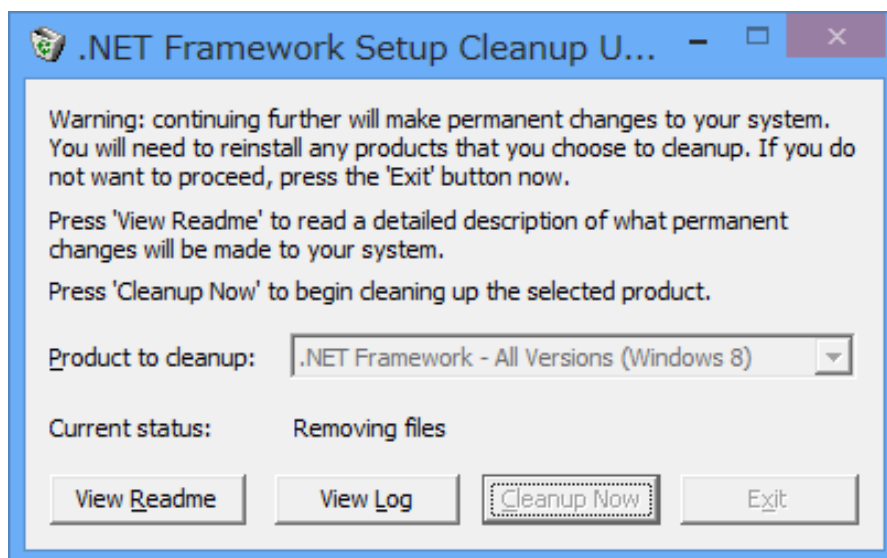 .NET Framework Setup Cleanup U...
Warning: continuing further will make permanent changes to your system.
You will need to reinstall any products that you choose to cleanup. If you do
not want to proceed, press the 'Exit' button now.
Press 'View Readme' to read a detailed description of what permanent
changes will be made to your system.
Press 'Cleanup Now' to begin cleaning up the selected product.
Product to cleanup: .NET Framework - All Versions (Windows 8)
Current status: Removing files
View Readme View Log Cleanup Now Exit